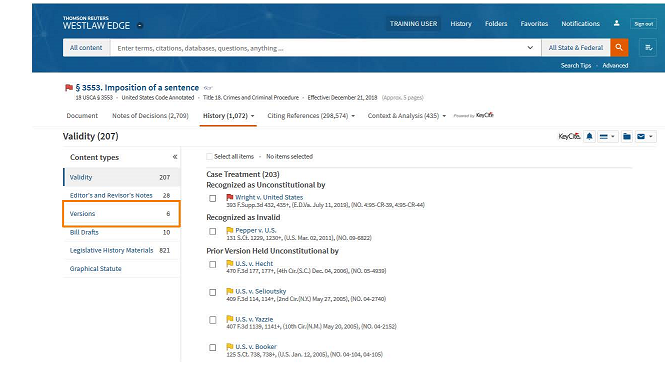 THOMSON REUTERS
WESTLAW EDGE
TRAINING USER History Folders Favorites Notifications Sign out
All content Enter terms, citations, databases, questions, anything ... All State & Federal
Search Tips Advanced
§ 3553. Imposition of a sentence
18 USCA § 3553 United States Code Annotated Title 18. Crimes and Criminal Procedure Effective: December 21, 2018 (Approx. 5 pages)
Document Notes of Decisions (2,709) History (1,072) Citing References (298,574) Context & Analysis (435) Powered by KeyCite
Validity (207) KeyCite
Content types «
Select all items • No items selected
Validity 207
Editor's and Revisor's Notes 28
Versions 6
Bill Drafts 10
Legislative History Materials 821
Graphical Statute
Case Treatment (203)
Recognized as Unconstitutional by
Wright v. United States
393 F.Supp.3d 432, 435+, (E.D.Va. July 11, 2019), (NO. 4:95-CR-39, 4:95-CR-44)
Recognized as Invalid
Pepper v. U.S.
131 S.Ct. 1229, 1230+, (U.S. Mar. 02, 2011), (NO. 09-6822)
Prior Version Held Unconstitutional by
U.S. v. Hecht
470 F.3d 177, 177+, (4th Cir.(S.C.) Dec. 04, 2006), (NO. 05-4939)
U.S. v. Selioutsky
409 F.3d 114, 114+, (2nd Cir.(N.Y.) May 27, 2005), (NO. 04-2740)
U.S. v. Yazzie
407 F.3d 1139, 1141+, (10th Cir.(N.M.) May 20, 2005), (NO. 04-2152)
U.S. v. Booker
125 S.Ct. 738, 738+, (U.S. Jan. 12, 2005), (NO. 04-104, 04-105)